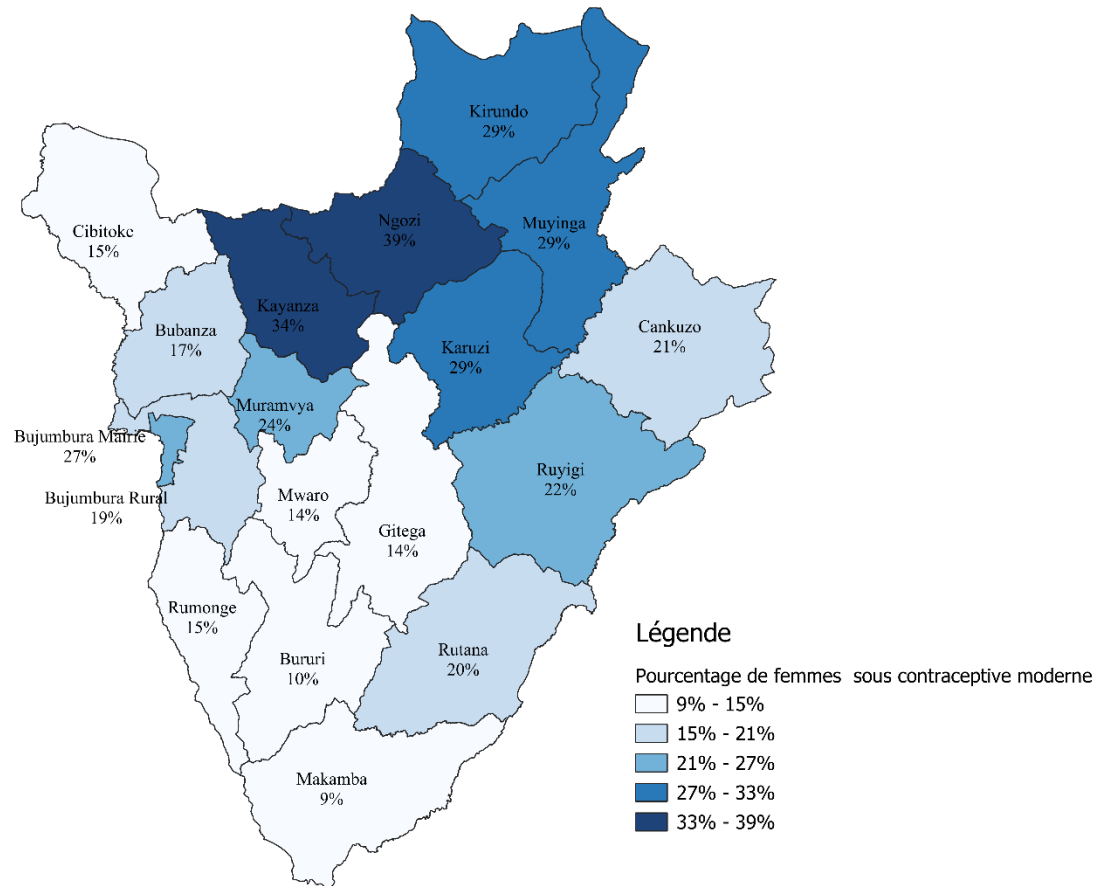 Kirundo
29%
Ngozi
39%
Muyinga
29%
Cibitoke
15%
Kayanza
34%
Bubanza
17%
Karuzi
29%
Cankuzo
21%
Muramvya
24%
Bujumbura Mairie
27%
Ruyigi
22%
Bujumbura Rural
19%
Mwaro
14%
Gitega
14%
Rumonge
15%
Bururi
10%
Rutana
20%
Makamba
9%
Légende
Pourcentage de femmes sous contraceptive moderne
9% - 15%
15% - 21%
21% - 27%
27% - 33%
33% - 39%